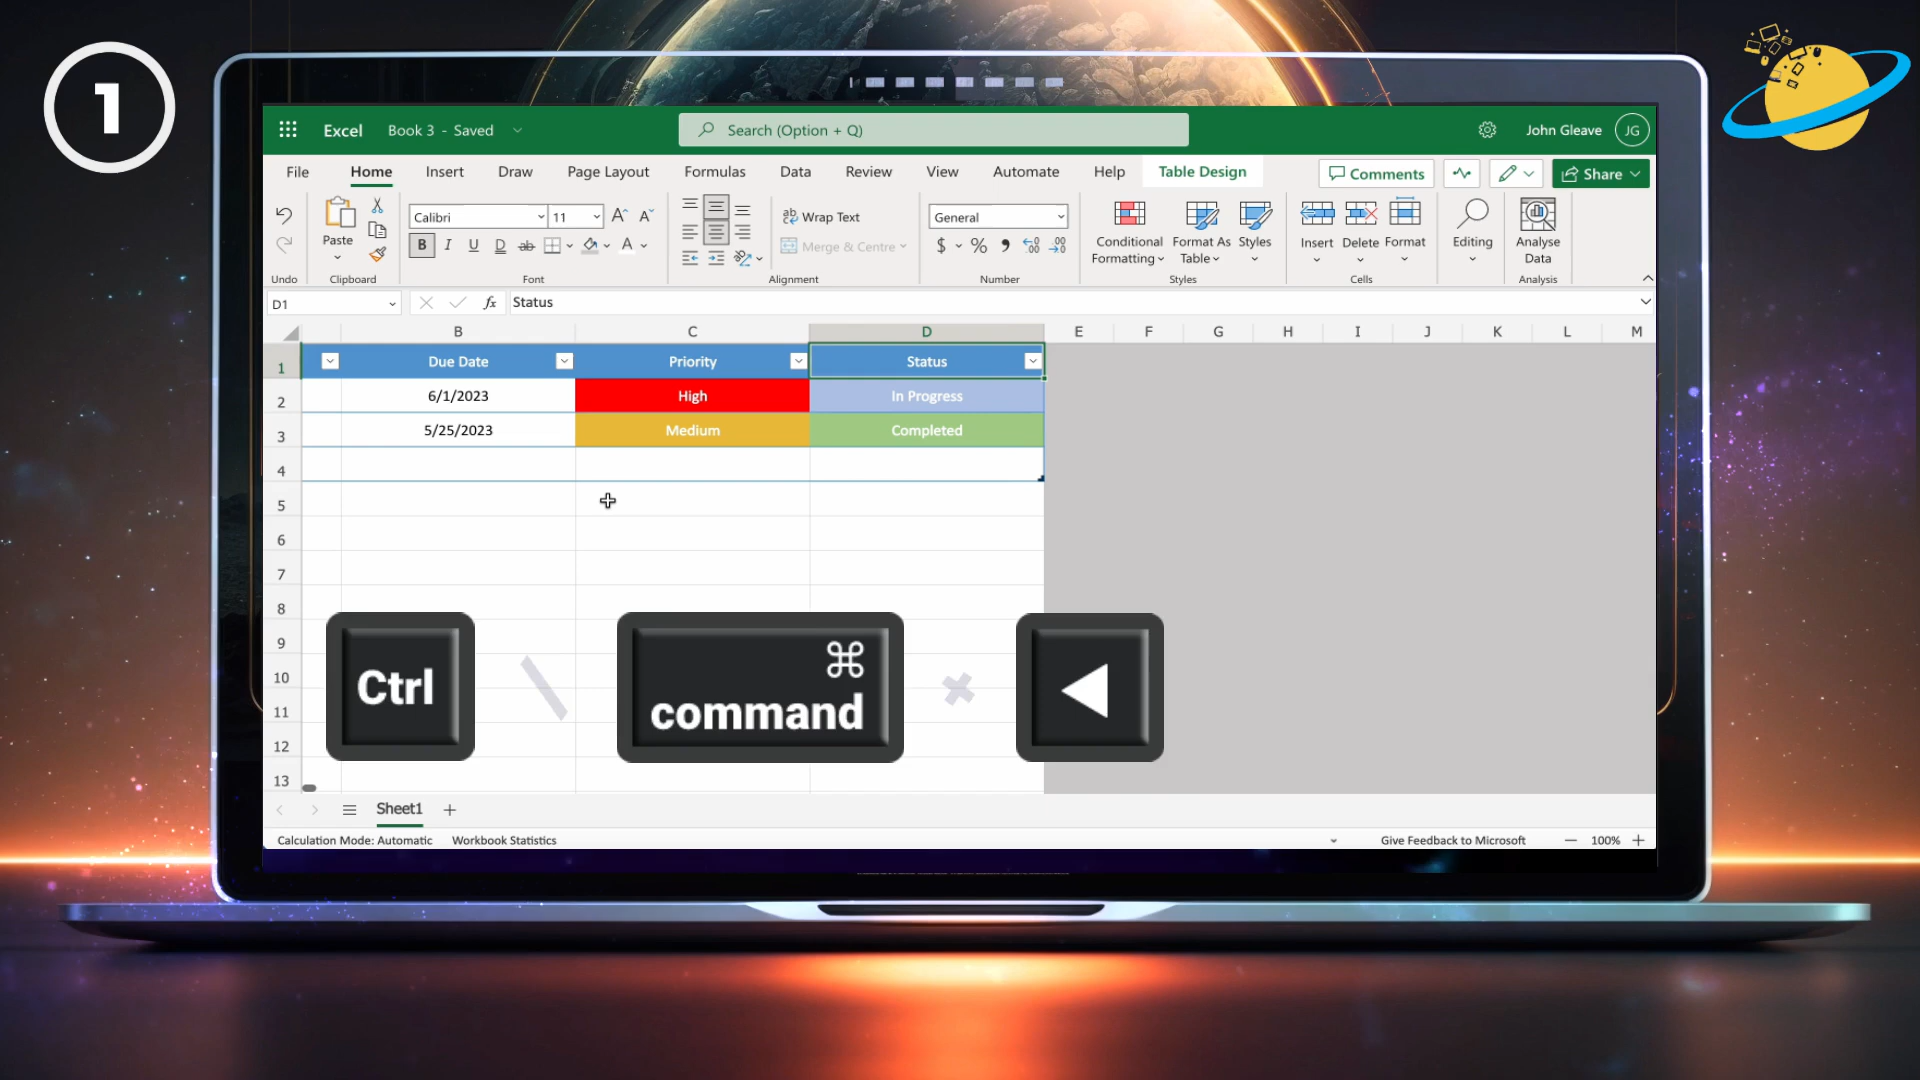 1
Excel Book 3 - Saved Search (Option + Q) John Gleave JG
File Home Insert Draw Page Layout Formulas Data Review View Automate Help Table Design Comments Share
Calibri 11 Wrap Text General
Paste B I U D ab A Merge & Centre $ % Conditional Formatting Format As Table Styles Insert Delete Format Editing Analyse Data
Undo Clipboard Font Alignment Number Styles Cells Analysis
D1 fx Status
B C D E F G H I J K L M
1 Due Date Priority Status
2 6/1/2023 High In Progress
3 5/25/2023 Medium Completed
4
5
6
7
8
9
10
11
12
13
Ctrl \ ⌘ command ◀
Sheet1
Calculation Mode: Automatic Workbook Statistics Give Feedback to Microsoft 100%